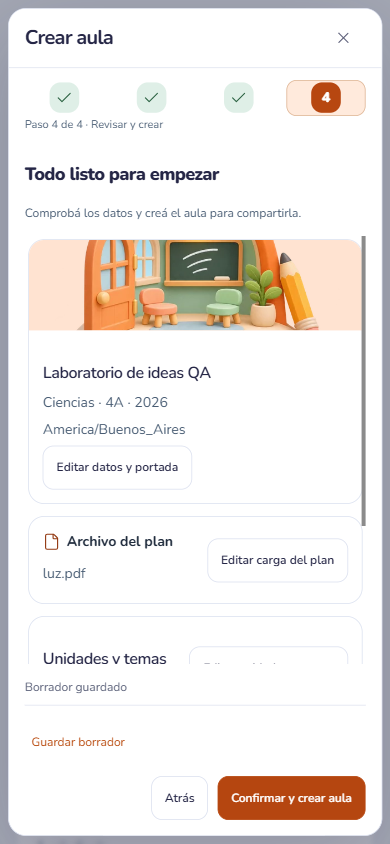 Crear aula
4
Paso 4 de 4 · Revisar y crear
Todo listo para empezar
Comprobá los datos y creá el aula para compartirla.
Laboratorio de ideas QA
Ciencias · 4A · 2026
America/Buenos_Aires
Editar datos y portada
Archivo del plan
luz.pdf
Editar carga del plan
Unidades y temas
Borrador guardado
Guardar borrador
Atrás
Confirmar y crear aula